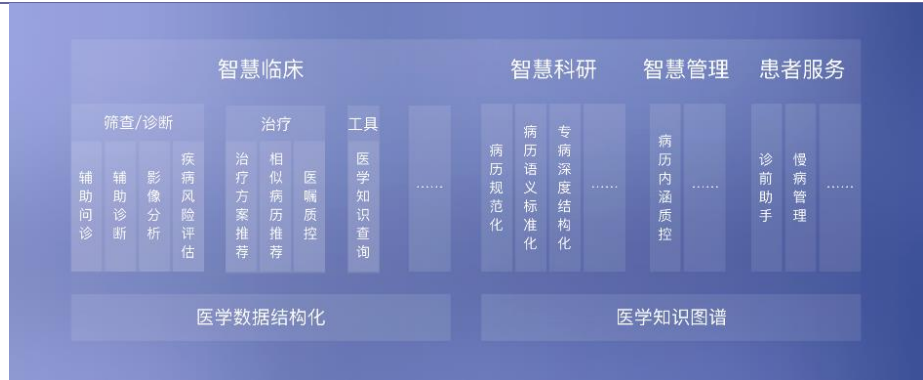 智慧临床
智慧科研
智慧管理
患者服务
筛查/诊断
治疗
工具
辅助问诊
辅助诊断
影像分析
疾病风险评估
治疗方案推荐
相似病历推荐
医嘱质控
医学知识查询
……
病历规范化
病历语义标准化
专病深度结构化
……
病历内涵质控
……
诊前助手
慢病管理
……
医学数据结构化
医学知识图谱